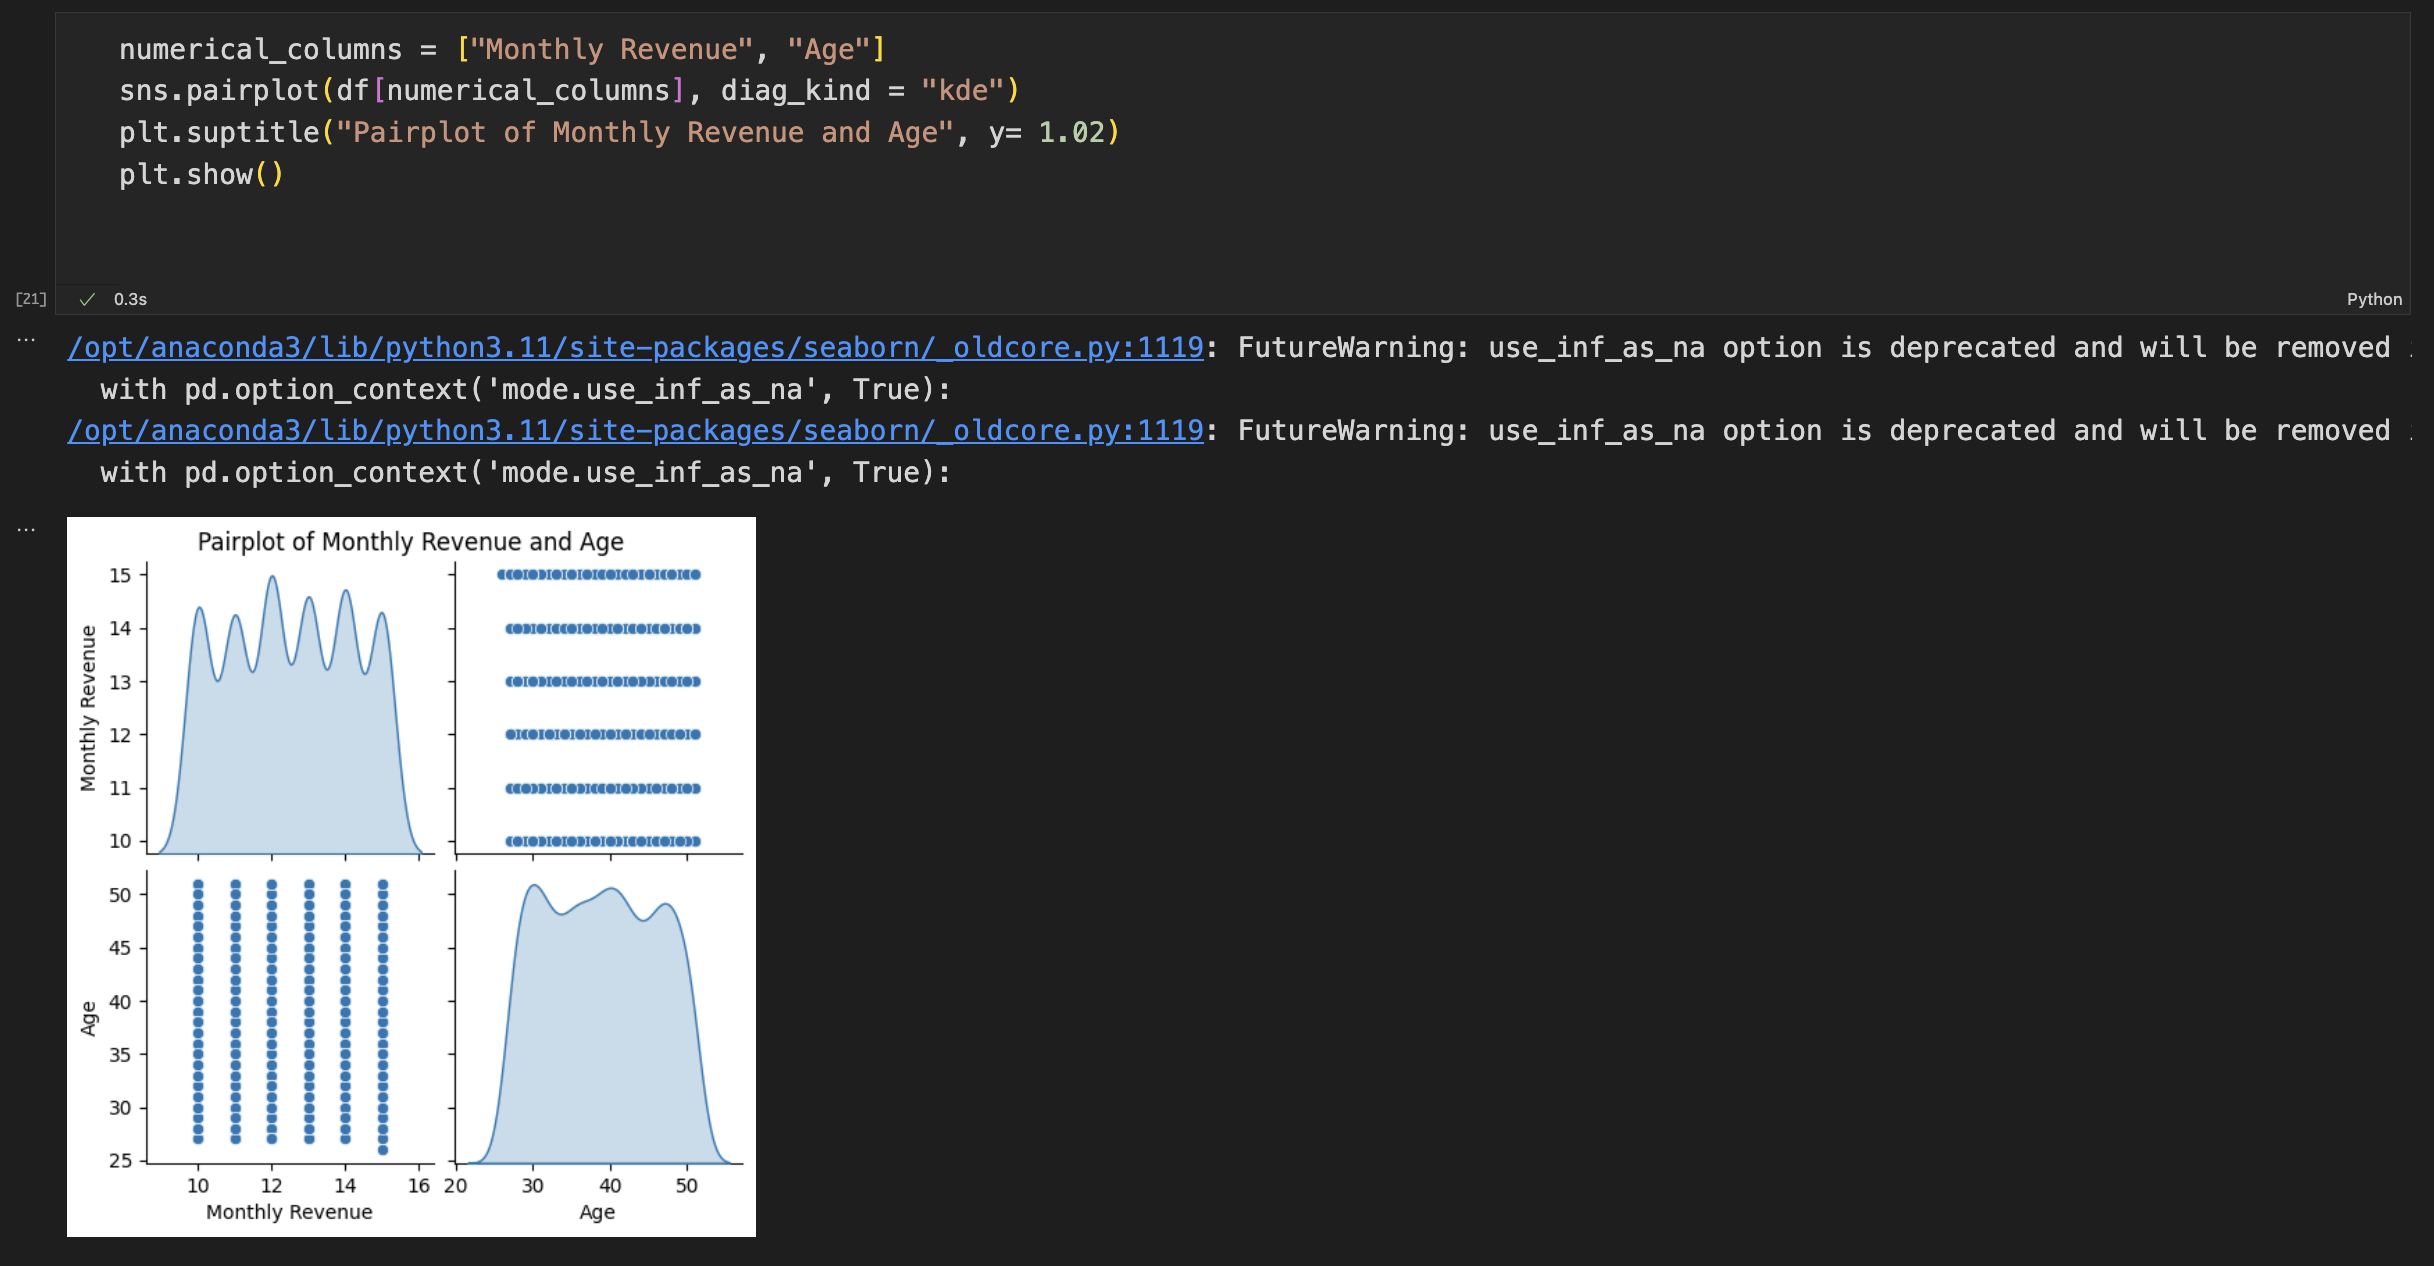 numerical_columns = ["Monthly Revenue", "Age"]
sns.pairplot(df[numerical_columns], diag_kind = "kde")
plt.suptitle("Pairplot of Monthly Revenue and Age", y= 1.02)
plt.show()
[21] ✓ 0.3s Python
... /opt/anaconda3/lib/python3.11/site-packages/seaborn/_oldcore.py:1119: FutureWarning: use_inf_as_na option is deprecated and will be removed
with pd.option_context('mode.use_inf_as_na', True):
/opt/anaconda3/lib/python3.11/site-packages/seaborn/_oldcore.py:1119: FutureWarning: use_inf_as_na option is deprecated and will be removed
with pd.option_context('mode.use_inf_as_na', True):
...
Pairplot of Monthly Revenue and Age
Monthly Revenue
15
14
13
12
11
10
Age
50
45
40
35
30
25
10 12 14 16 20 30 40 50
Monthly Revenue Age